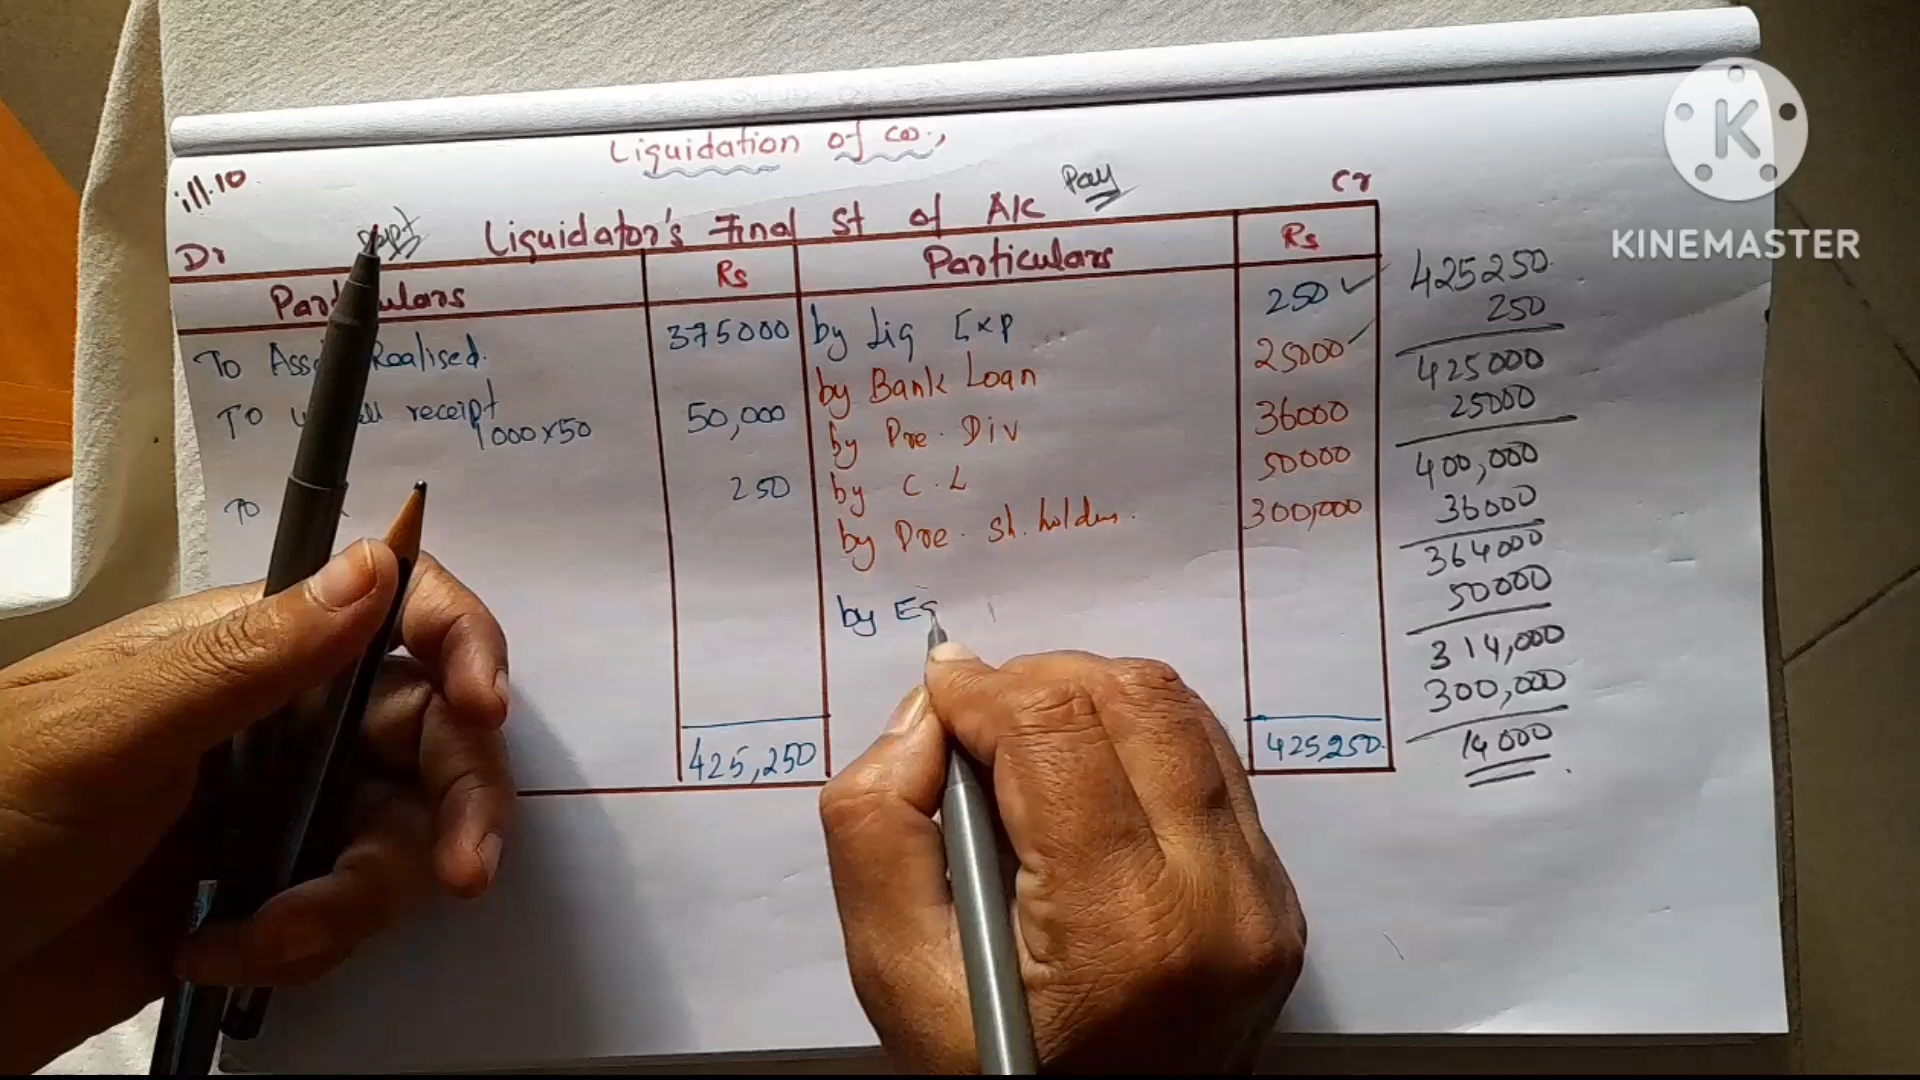 Liquidation of co.,
ill.10
Pay
Cr
Dr
Liquidator's Final St of A/c
Particulars
Rs
Particulars
Rs
To Realised.
375000
by Liq Exp
250 ✓
To receipt
1000×50
50,000
by Bank Loan
25000 ✓
To
250
by Pre. Div
36000
by C.L
50000
by Pre. Sh. holders.
300,000
by
425,250
425,250.
425250.
250
425000
25000
400,000
36000
364000
50000
314,000
300,000
14000
K
KINEMASTER